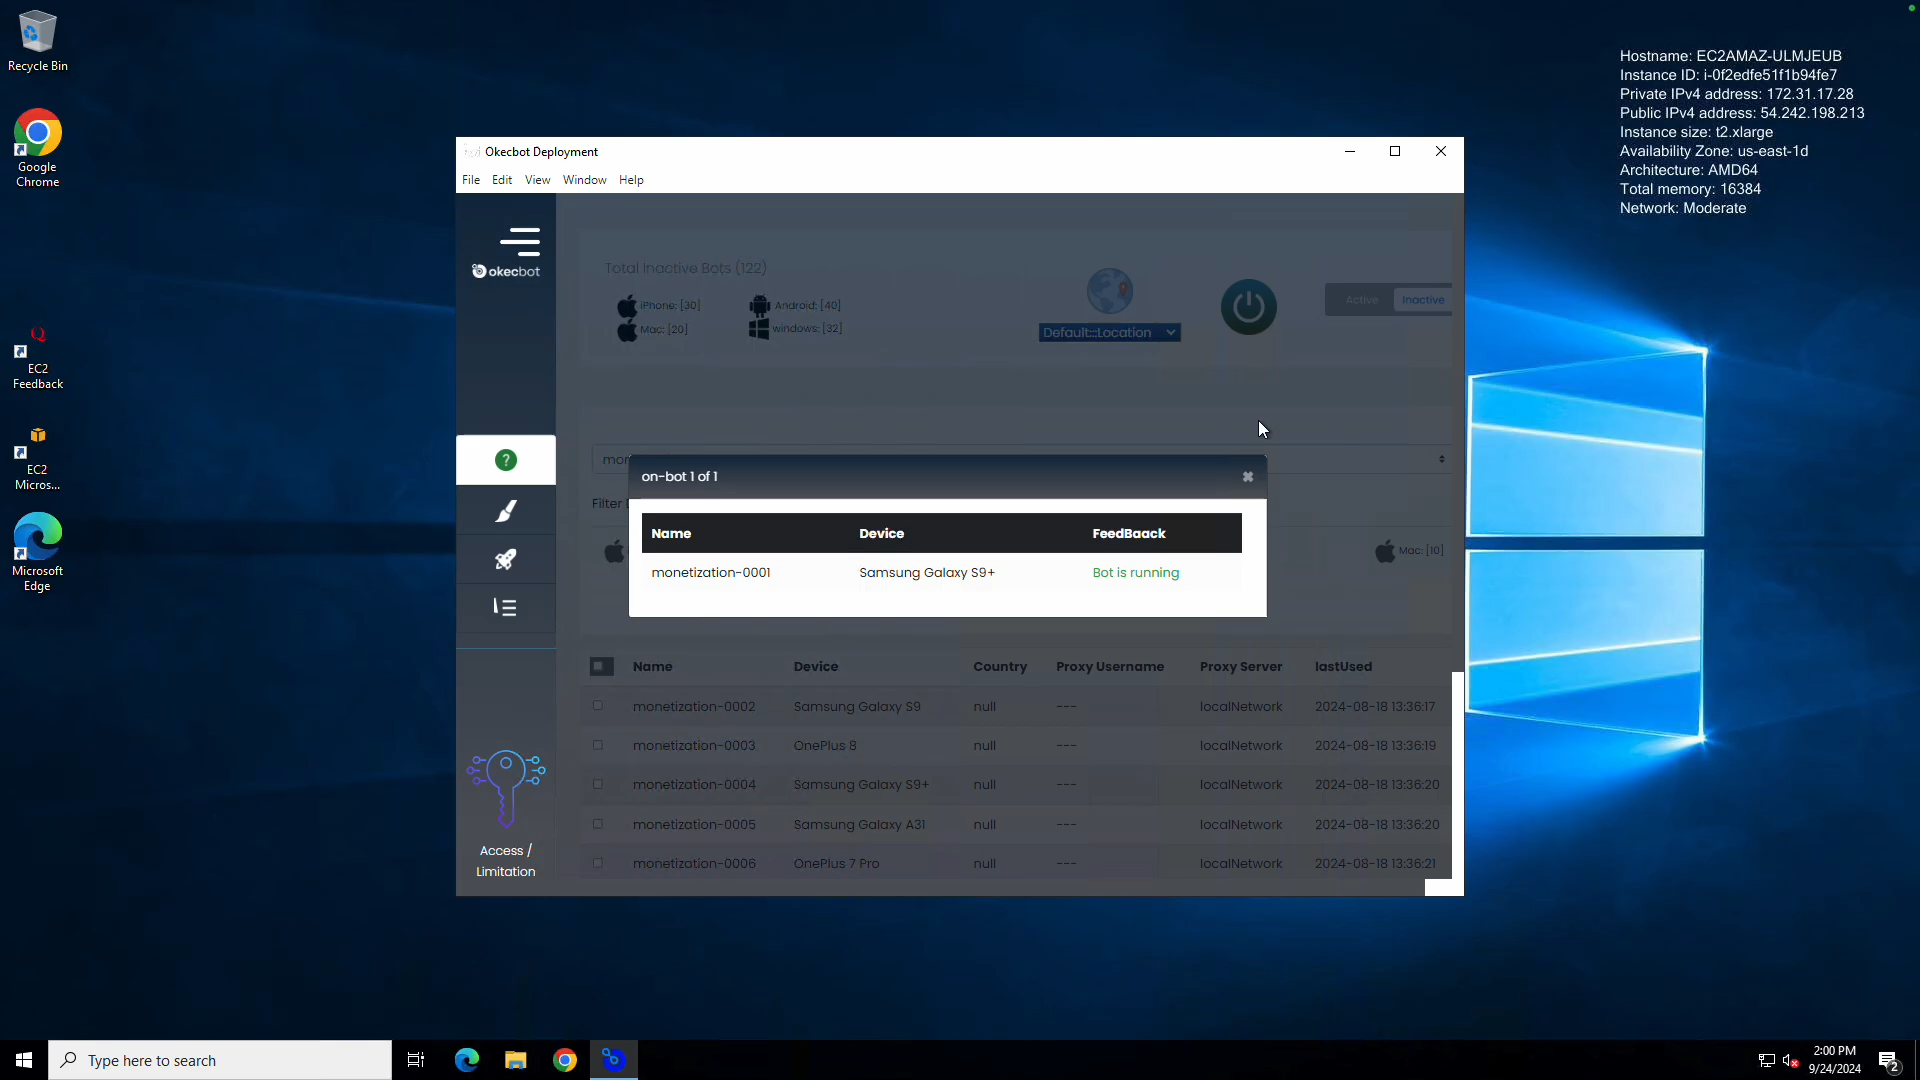 Recycle Bin
Google
Chrome
EC2
Feedback
EC2
Micros...
Microsoft
Edge
Hostname: EC2AMAZ-ULMJEUB
Instance ID: i-0f2edfe51f1b94fe7
Private IPv4 address: 172.31.17.28
Public IPv4 address: 54.242.198.213
Instance size: t2.xlarge
Availability Zone: us-east-1d
Architecture: AMD64
Total memory: 16384
Network: Moderate
Okecbot Deployment
File Edit View Window Help
okecbot
Total Inactive Bots (122)
iPhone: [30] Android: [40]
Mac: [20] windows: [32]
Default:::Location
Active Inactive
mon
Filter
Mac: [10]
on-bot 1 of 1
Name Device FeedBaack
monetization-0001 Samsung Galaxy S9+ Bot is running
Name Device Country Proxy Username Proxy Server lastUsed
monetization-0002 Samsung Galaxy S9 null --- localNetwork 2024-08-18 13:36:17
monetization-0003 OnePlus 8 null --- localNetwork 2024-08-18 13:36:19
monetization-0004 Samsung Galaxy S9+ null --- localNetwork 2024-08-18 13:36:20
monetization-0005 Samsung Galaxy A31 null --- localNetwork 2024-08-18 13:36:20
monetization-0006 OnePlus 7 Pro null --- localNetwork 2024-08-18 13:36:21
Access /
Limitation
Type here to search
2:00 PM
9/24/2024
2